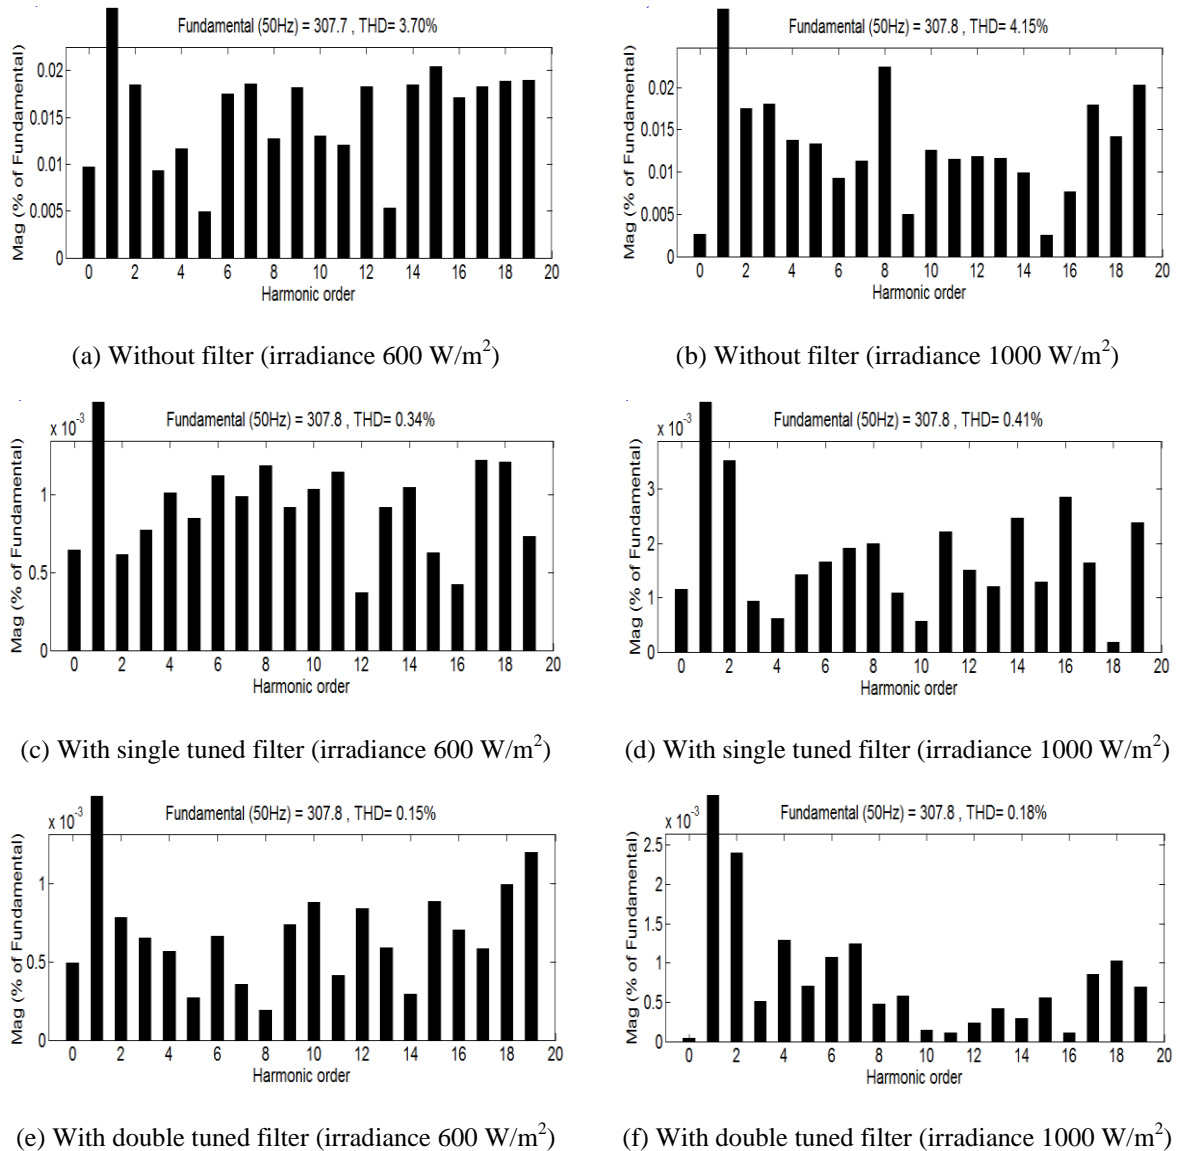 Fundamental (50Hz) = 307.7 , THD= 3.70%
Mag (% of Fundamental)
0.02
0.015
0.01
0.005
0
0 2 4 6 8 10 12 14 16 18 20
Harmonic order
(a) Without filter (irradiance 600 W/m²)
Fundamental (50Hz) = 307.8 , THD= 4.15%
Mag (% of Fundamental)
0.02
0.015
0.01
0.005
0
0 2 4 6 8 10 12 14 16 18 20
Harmonic order
(b) Without filter (irradiance 1000 W/m²)
x 10⁻³
Fundamental (50Hz) = 307.8 , THD= 0.34%
Mag (% of Fundamental)
1
0.5
0
0 2 4 6 8 10 12 14 16 18 20
Harmonic order
(c) With single tuned filter (irradiance 600 W/m²)
x 10⁻³
Fundamental (50Hz) = 307.8 , THD= 0.41%
Mag (% of Fundamental)
3
2
1
0
0 2 4 6 8 10 12 14 16 18 20
Harmonic order
(d) With single tuned filter (irradiance 1000 W/m²)
x 10⁻³
Fundamental (50Hz) = 307.8 , THD= 0.15%
Mag (% of Fundamental)
1
0.5
0
0 2 4 6 8 10 12 14 16 18 20
Harmonic order
(e) With double tuned filter (irradiance 600 W/m²)
x 10⁻³
Fundamental (50Hz) = 307.8 , THD= 0.18%
Mag (% of Fundamental)
2.5
2
1.5
1
0.5
0
0 2 4 6 8 10 12 14 16 18 20
Harmonic order
(f) With double tuned filter (irradiance 1000 W/m²)